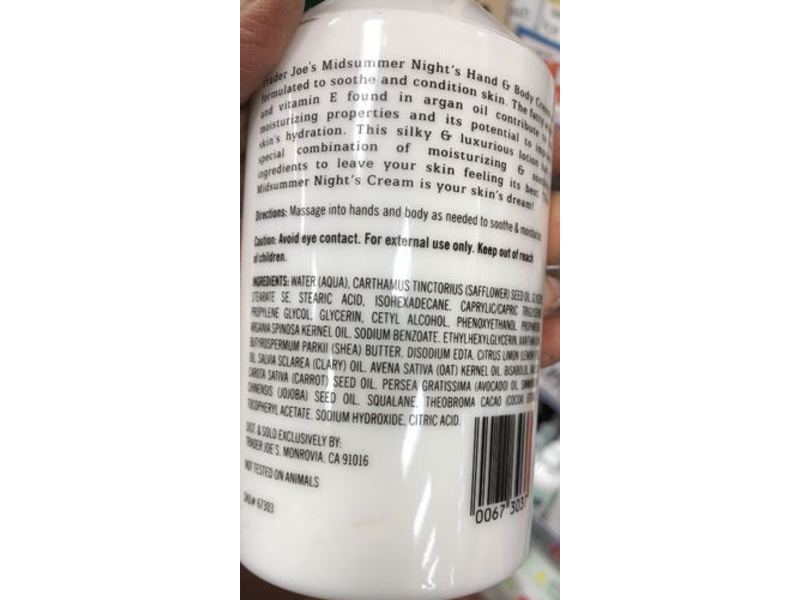 Trader Joe's Midsummer Night's Hand & Body Cream
formulated to soothe and condition skin. The fatty
and vitamin E found in argan oil contribute
moisturizing properties and its potential to
skin's hydration. This silky & luxurious lotion
special combination of moisturizing &
ingredients to leave your skin feeling its best.
Midsummer Night's Cream is your skin's dream!
Directions: Massage into hands and body as needed to soothe & moisturize
Caution: Avoid eye contact. For external use only. Keep out of reach
of children.
INGREDIENTS: WATER (AQUA), CARTHAMUS TINCTORIUS (SAFFLOWER) SEED OIL,
STEARATE SE, STEARIC ACID, ISOHEXADECANE, CAPRYLIC/CAPRIC
PROPYLENE GLYCOL, GLYCERIN, CETYL ALCOHOL, PHENOXYETHANOL
ARGANIA SPINOSA KERNEL OIL, SODIUM BENZOATE, ETHYLHEXYLGLYCERIN,
BUTYROSPERMUM PARKII (SHEA) BUTTER, DISODIUM EDTA, CITRUS LIMON
OIL, SALVIA SCLAREA (CLARY) OIL, AVENA SATIVA (OAT) KERNEL OIL, BISABOLOL,
CAROTA SATIVA (CARROT) SEED OIL, PERSEA GRATISSIMA (AVOCADO) OIL,
CHINENSIS (JOJOBA) SEED OIL, SQUALANE, THEOBROMA CACAO (COCOA)
TOCOPHERYL ACETATE, SODIUM HYDROXIDE, CITRIC ACID.
DIST. & SOLD EXCLUSIVELY BY:
TRADER JOE'S, MONROVIA, CA 91016
NOT TESTED ON ANIMALS
SKU# 67303
0067 3037